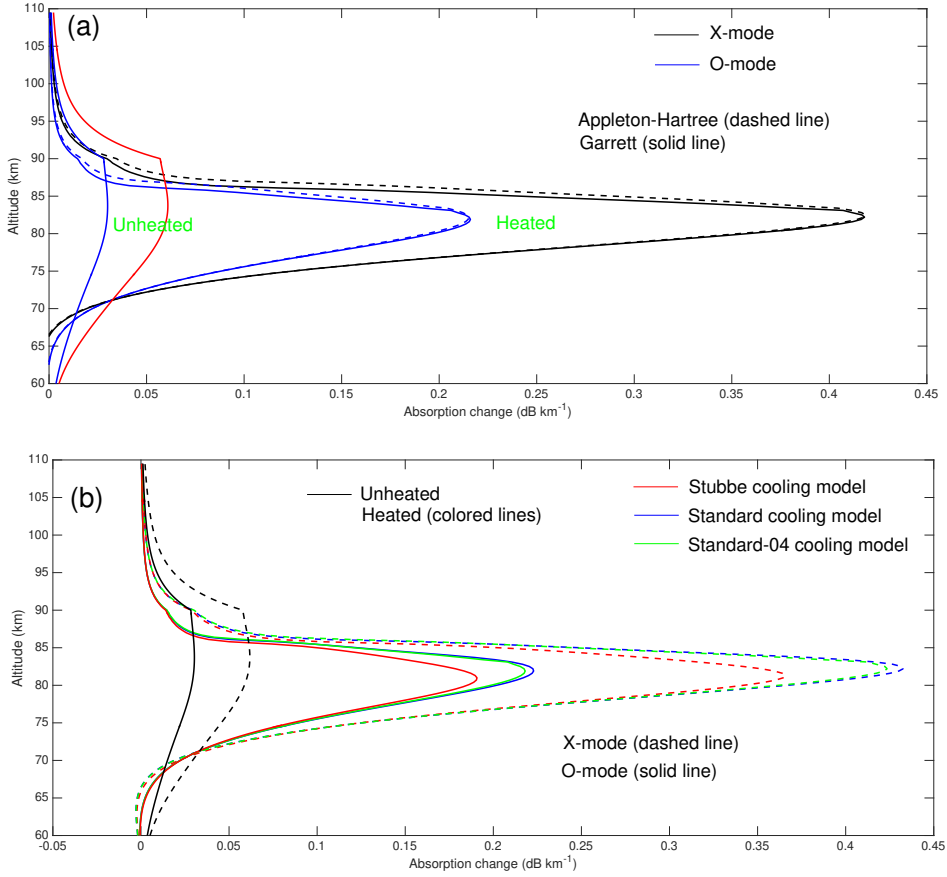 110
(a)
X-mode
105
O-mode
100
Appleton-Hartree (dashed line)
95
Garrett (solid line)
90
Altitude (km)
85
Unheated
Heated
80
75
70
65
60
0
0.05
0.1
0.15
0.2
0.25
0.3
0.35
0.4
0.45
Absorption change (dB km-1)
110
(b)
Unheated
Stubbe cooling model
105
Heated (colored lines)
Standard cooling model
100
Standard-04 cooling model
95
90
Altitude (km)
85
80
75
X-mode (dashed line)
70
O-mode (solid line)
65
60
-0.05
0
0.05
0.1
0.15
0.2
0.25
0.3
0.35
0.4
0.45
Absorption change (dB km-1)